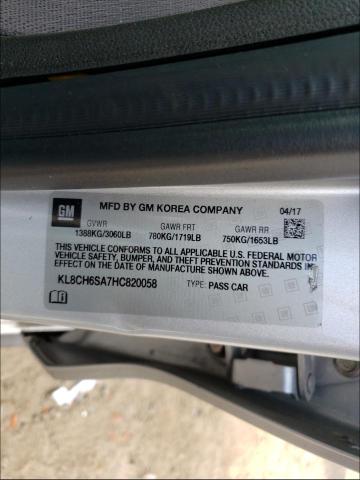 GM
MFD BY GM KOREA COMPANY 04/17
GVWR GAWR FRT GAWR RR
1388KG/3060LB 780KG/1719LB 750KG/1653LB
THIS VEHICLE CONFORMS TO ALL APPLICABLE U.S. FEDERAL MOTOR
VEHICLE SAFETY, BUMPER, AND THEFT PREVENTION STANDARDS IN
EFFECT ON THE DATE OF MANUFACTURE SHOWN ABOVE.
KL8CH6SA7HC820058 TYPE: PASS CAR